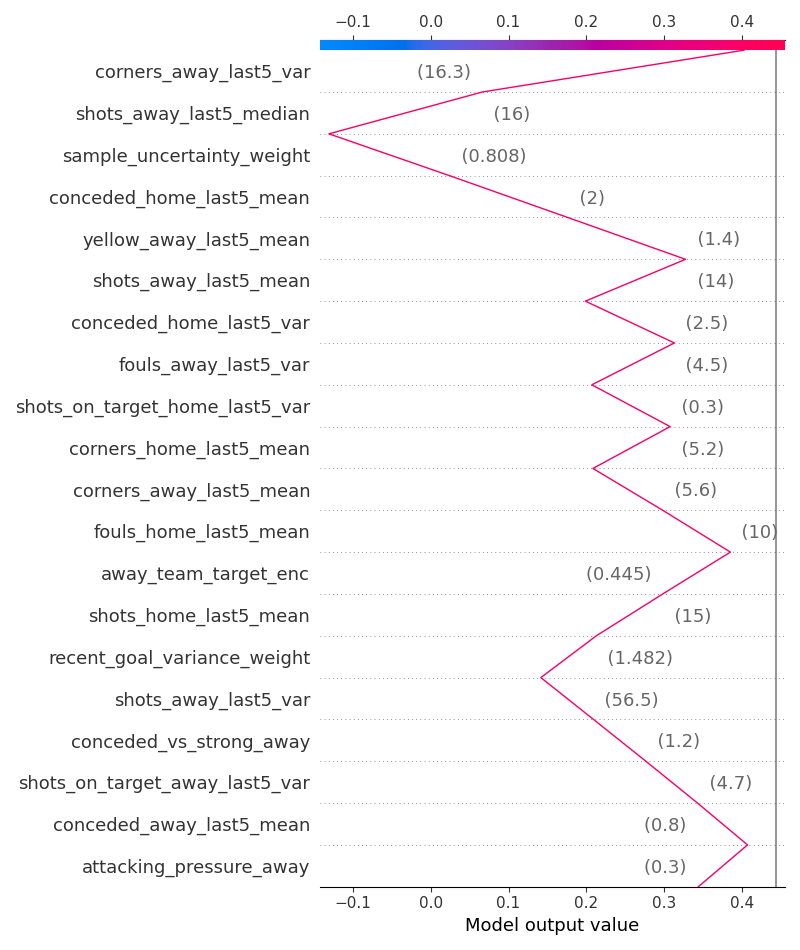 −0.1 0.0 0.1 0.2 0.3 0.4
corners_away_last5_var (16.3)
shots_away_last5_median (16)
sample_uncertainty_weight (0.808)
conceded_home_last5_mean (2)
yellow_away_last5_mean (1.4)
shots_away_last5_mean (14)
conceded_home_last5_var (2.5)
fouls_away_last5_var (4.5)
shots_on_target_home_last5_var (0.3)
corners_home_last5_mean (5.2)
corners_away_last5_mean (5.6)
fouls_home_last5_mean (10)
away_team_target_enc (0.445)
shots_home_last5_mean (15)
recent_goal_variance_weight (1.482)
shots_away_last5_var (56.5)
conceded_vs_strong_away (1.2)
shots_on_target_away_last5_var (4.7)
conceded_away_last5_mean (0.8)
attacking_pressure_away (0.3)
−0.1 0.0 0.1 0.2 0.3 0.4
Model output value